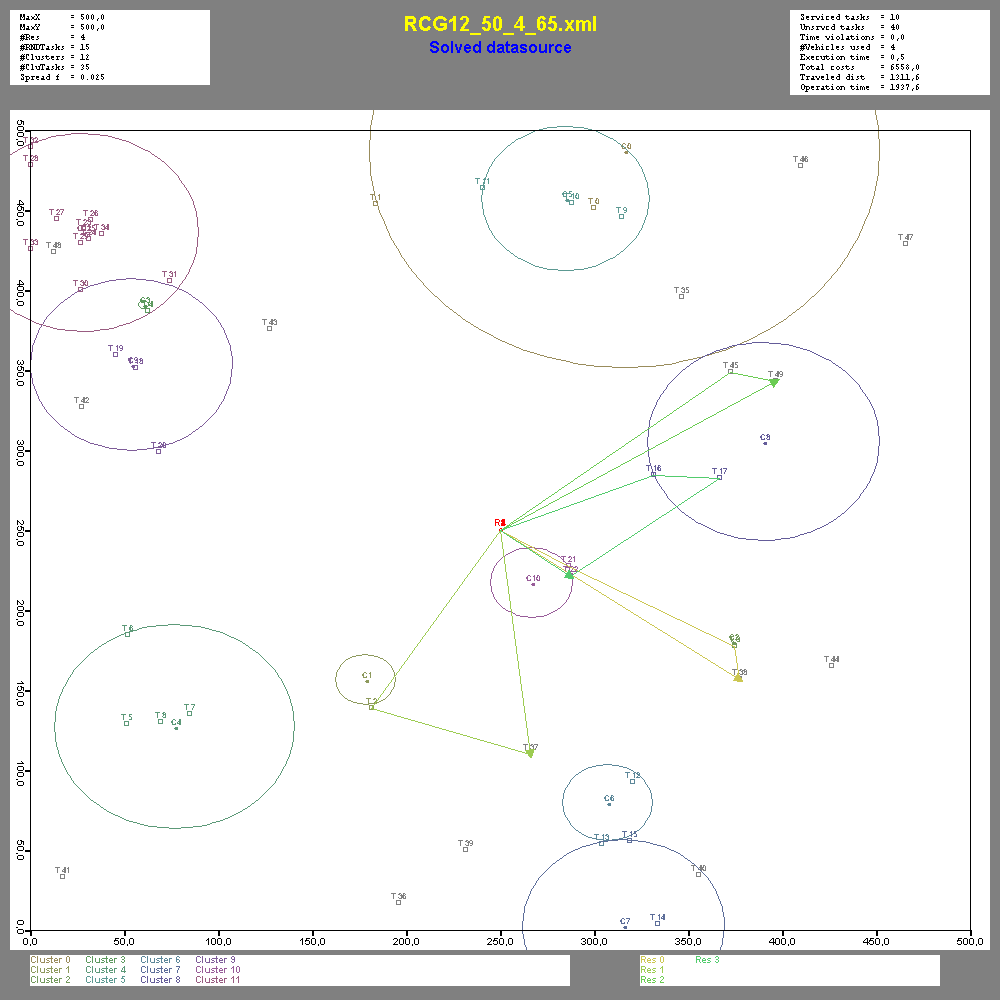 MaxX = 500,0
MaxY = 500,0
#Res = 4
#RNDTasks = 15
#Clusters = 12
#CluTasks = 35
Spread f = 0.025
RCG12_50_4_65.xml
Solved datasource
Serviced tasks = 10
Unsrvcd tasks = 40
Time violations = 0,0
#Vehicles used = 4
Execution time = 0,5
Total costs = 6558,0
Traveled dist = 1311,6
Operation time = 1937,6
500,0
450,0
400,0
350,0
300,0
250,0
200,0
150,0
100,0
50,0
0,0
T 32
T 28
C0
T 46
T 11
C5
T 10
T 0
T 9
T 1
T 27
T 26
T 34
T 33
T 48
T 47
T 31
T 30
C3
T 35
T 43
T 19
C9
T 18
T 45
T 49
T 42
T 20
C8
T 16
T 17
T 21
T 22
C10
T 6
C2
T 44
T 38
C1
T 2
T 7
T 5
T 8
C4
T 37
T 12
C6
T 13
T 15
T 39
T 40
T 41
T 36
C7
T 14
0,0 50,0 100,0 150,0 200,0 250,0 300,0 350,0 400,0 450,0 500,0
Cluster 0 Cluster 3 Cluster 6 Cluster 9
Cluster 1 Cluster 4 Cluster 7 Cluster 10
Cluster 2 Cluster 5 Cluster 8 Cluster 11
Res 0 Res 3
Res 1
Res 2